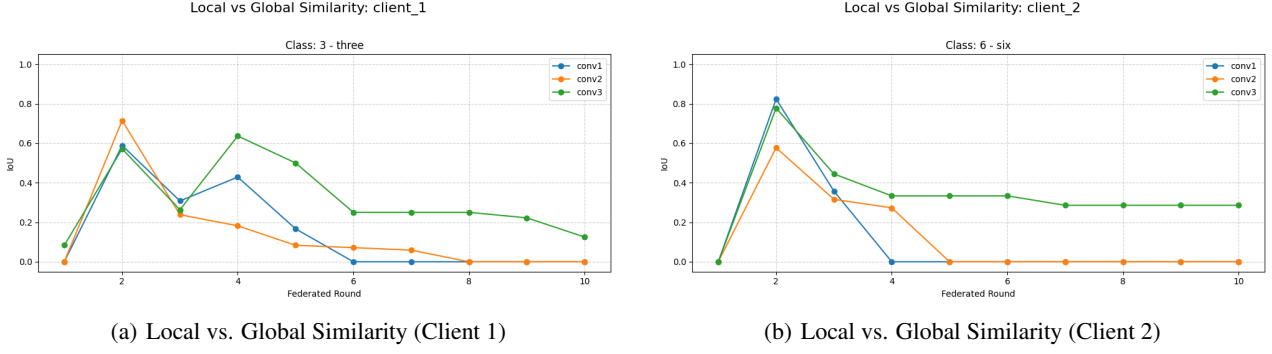 Local vs Global Similarity: client_1
Class: 3 - three
1.0
0.8
0.6
0.4
0.2
0.0
IoU
conv1
conv2
conv3
2
4
6
8
10
Federated Round
(a) Local vs. Global Similarity (Client 1)
Local vs Global Similarity: client_2
Class: 6 - six
1.0
0.8
0.6
0.4
0.2
0.0
IoU
conv1
conv2
conv3
2
4
6
8
10
Federated Round
(b) Local vs. Global Similarity (Client 2)